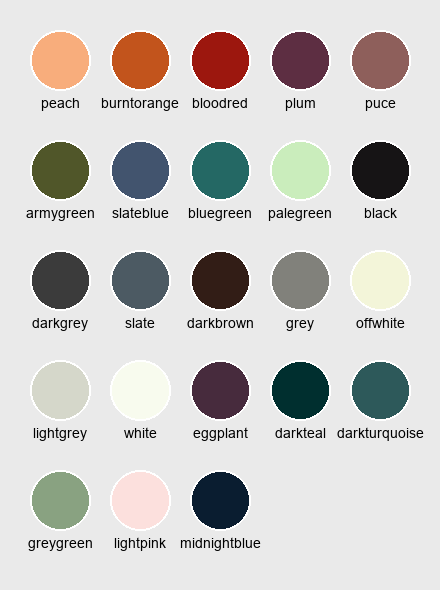 peach burntorange bloodred plum puce
armygreen slateblue bluegreen palegreen black
darkgrey slate darkbrown grey offwhite
lightgrey white eggplant darkteal darkturquoise
greygreen lightpink midnightblue